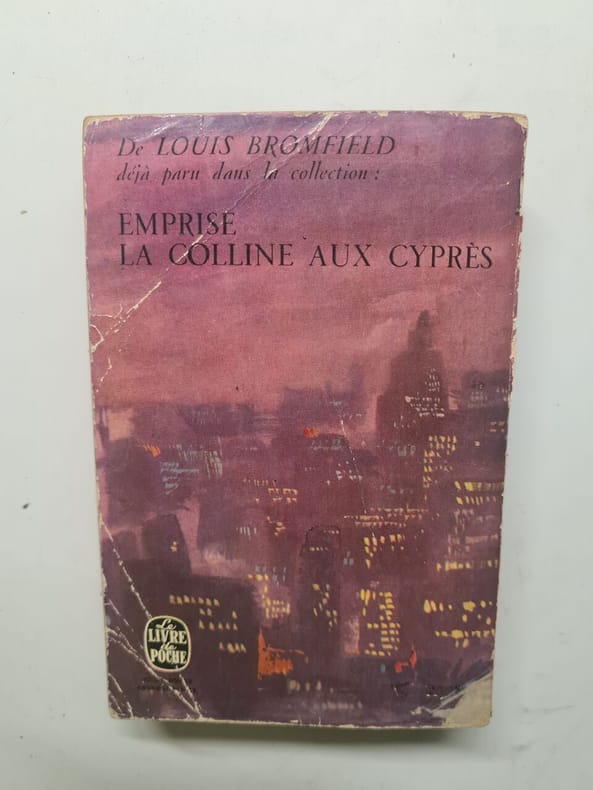 De LOUIS BROMFIELD
déjà paru dans la collection :
EMPRISE
LA COLLINE AUX CYPRÈS
Le
LIVRE
de
POCHE